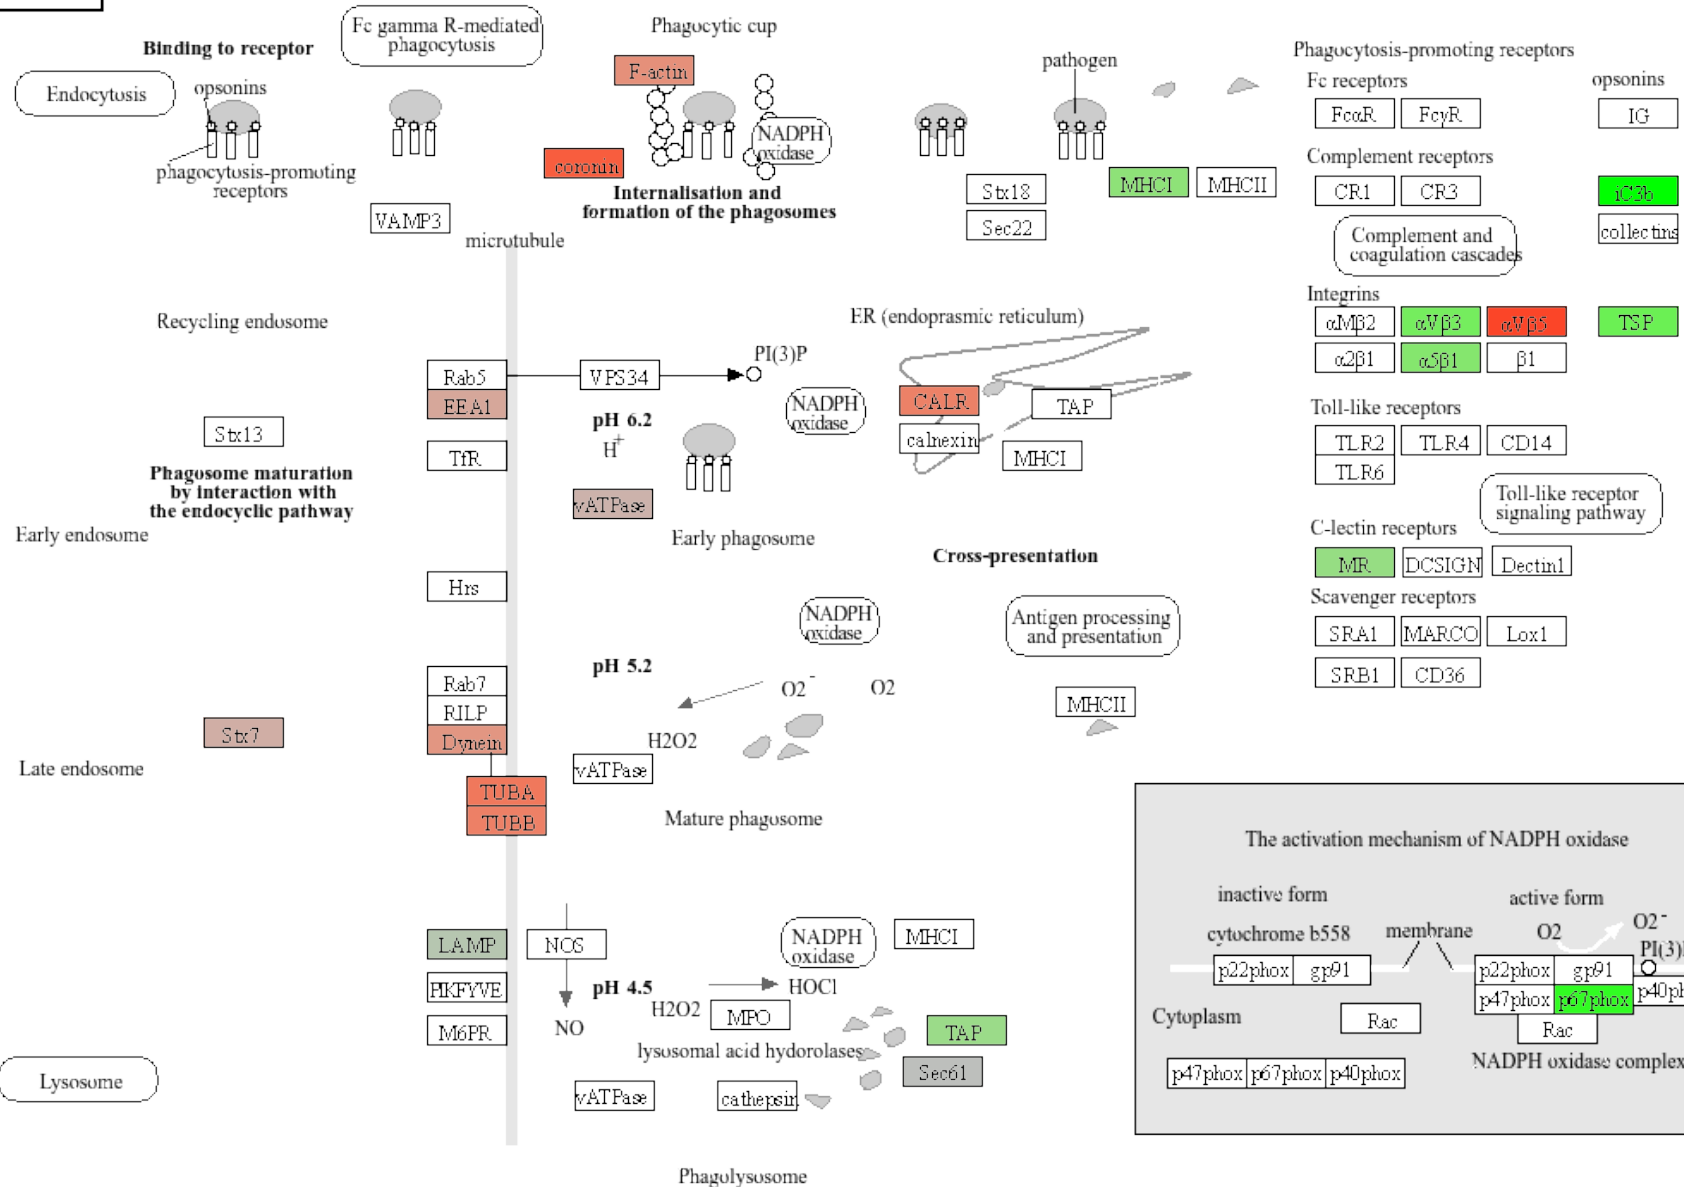 Fc gamma R-mediated
phagocytosis
Phagocytic cup
Binding to receptor
Endocytosis
opsonins
F-actin
pathogen
NADPH
oxidase
coronin
phagocytosis-promoting
receptors
Internalisation and
formation of the phagosomes
VAMP3
microtubule
Stx18
Sec22
MHCI
MHCII
Phagocytosis-promoting receptors
Fc receptors
opsonins
FcαR
FcγR
IG
Complement receptors
CR1
CR3
iC3b
collectins
Complement and
coagulation cascades
Integrins
αMβ2
αVβ3
αVβ5
TSP
α2β1
α5β1
β1
Toll-like receptors
TLR2
TLR4
CD14
TLR6
Toll-like receptor
signaling pathway
C-lectin receptors
MR
DCSIGN
Dectin1
Scavenger receptors
SRA1
MARCO
Lox1
SRB1
CD36
Recycling endosome
ER (endoprasmic reticulum)
Rab5
EEA1
VPS34
PI(3)P
NADPH
oxidase
CALR
TAP
calnexin
MHCI
Stx13
TfR
pH 6.2
H+
Phagosome maturation
by interaction with
the endocyclic pathway
vATPase
Early endosome
Early phagosome
Cross-presentation
Hrs
NADPH
oxidase
Antigen processing
and presentation
pH 5.2
Rab7
RILP
Dynein
O2-
O2
MHCII
Stx7
H2O2
vATPase
Late endosome
TUBA
TUBB
Mature phagosome
LAMP
NOS
NADPH
oxidase
MHCI
PIKFYVE
pH 4.5
HOCl
H2O2
MPO
M6PR
NO
TAP
lysosomal acid hydorolases
Sec61
Lysosome
vATPase
cathepsin
Phagolysosome
The activation mechanism of NADPH oxidase
inactive form
active form
cytochrome b558
membrane
O2
O2-
PI(3)
p22phox
gp91
p22phox
gp91
p47phox
p67phox
p40ph
Cytoplasm
Rac
Rac
NADPH oxidase complex
p47phox
p67phox
p40phox